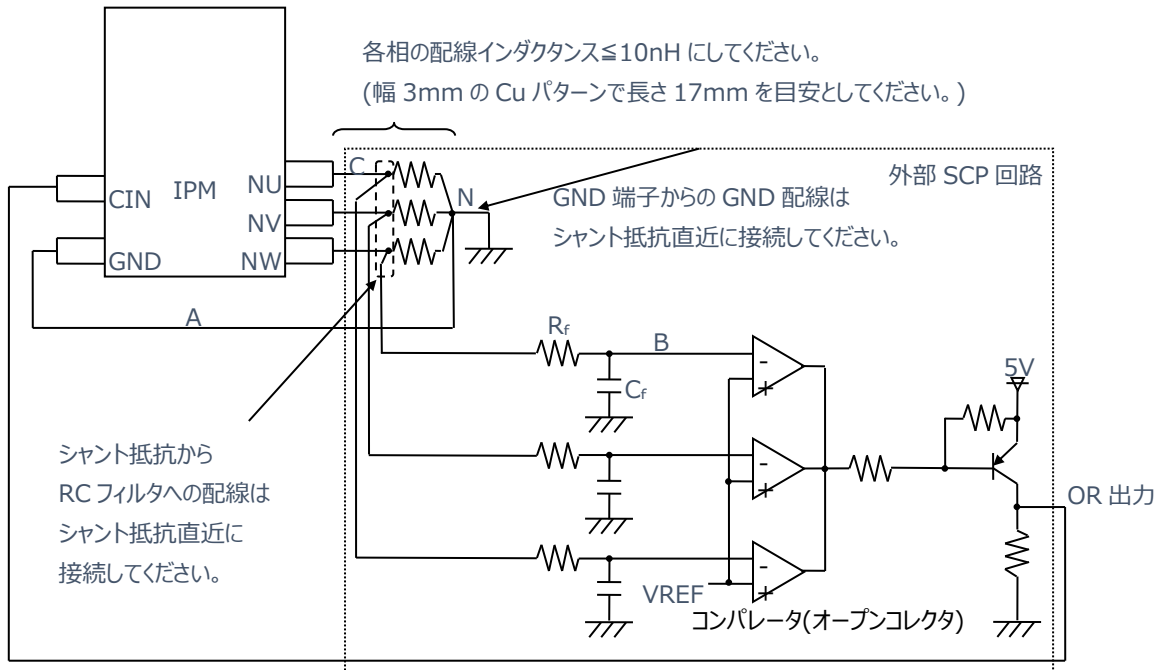 各相の配線インダクタンス≦10nH にしてください。
(幅 3mm の Cu パターンで長さ 17mm を目安としてください。)
外部 SCP 回路
C
CIN
IPM
NU
N
GND 端子からの GND 配線は
シャント抵抗直近に接続してください。
NV
GND
NW
A
Rf
B
-
+
Cf
5V
シャント抵抗から
RC フィルタへの配線は
シャント抵抗直近に
接続してください。
-
+
OR 出力
-
+
VREF
コンパレータ(オープンコレクタ)